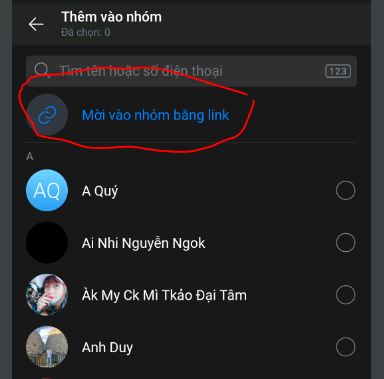 Thêm vào nhóm
Đã chọn: 0
Tìm tên hoặc số điện thoại
123
Mời vào nhóm bằng link
A
AQ
A Quý
Ai Nhi Nguyễn Ngok
Àk My Ck Mì Tkảo Đại Tâm
Anh Duy